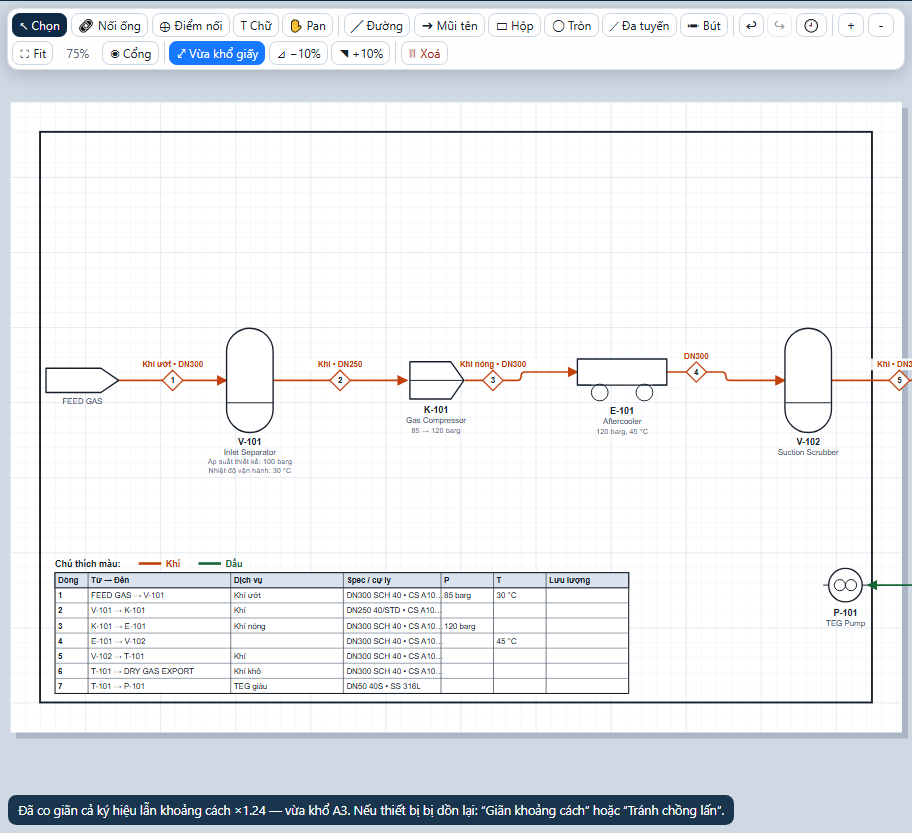 Chọn Nối ống Điểm nối T Chữ Pan Đường Mũi tên Hộp Tròn Đa tuyến Bút + -
Fit 75% Cổng Vừa khổ giấy −10% +10% Xoá
Khí ướt • DN300
Khí • DN250
Khí nóng • DN300
DN300
Khí • DN3
1
2
3
4
5
FEED GAS
V-101
Inlet Separator
Áp suất thiết kế: 100 barg
Nhiệt độ vận hành: 30 °C
K-101
Gas Compressor
85 → 120 barg
E-101
Aftercooler
120 barg, 45 °C
V-102
Suction Scrubber
P-101
TEG Pump
Chú thích màu: Khí Dầu
Dòng Từ → Đến Dịch vụ Spec / cự ly P T Lưu lượng
1 FEED GAS → V-101 Khí ướt DN300 SCH 40 • CS A10… 85 barg 30 °C
2 V-101 → K-101 Khí DN250 40/STD • CS A10…
3 K-101 → E-101 Khí nóng DN300 SCH 40 • CS A10… 120 barg
4 E-101 → V-102 DN300 SCH 40 • CS A10… 45 °C
5 V-102 → T-101 Khí DN300 SCH 40 • CS A10…
6 T-101 → DRY GAS EXPORT Khí khô DN300 SCH 40 • CS A10…
7 T-101 → P-101 TEG giàu DN50 40S • SS 316L
Đã co giãn cả ký hiệu lẫn khoảng cách ×1.24 — vừa khổ A3. Nếu thiết bị bị dồn lại: “Giãn khoảng cách” hoặc “Tránh chồng lấn”.